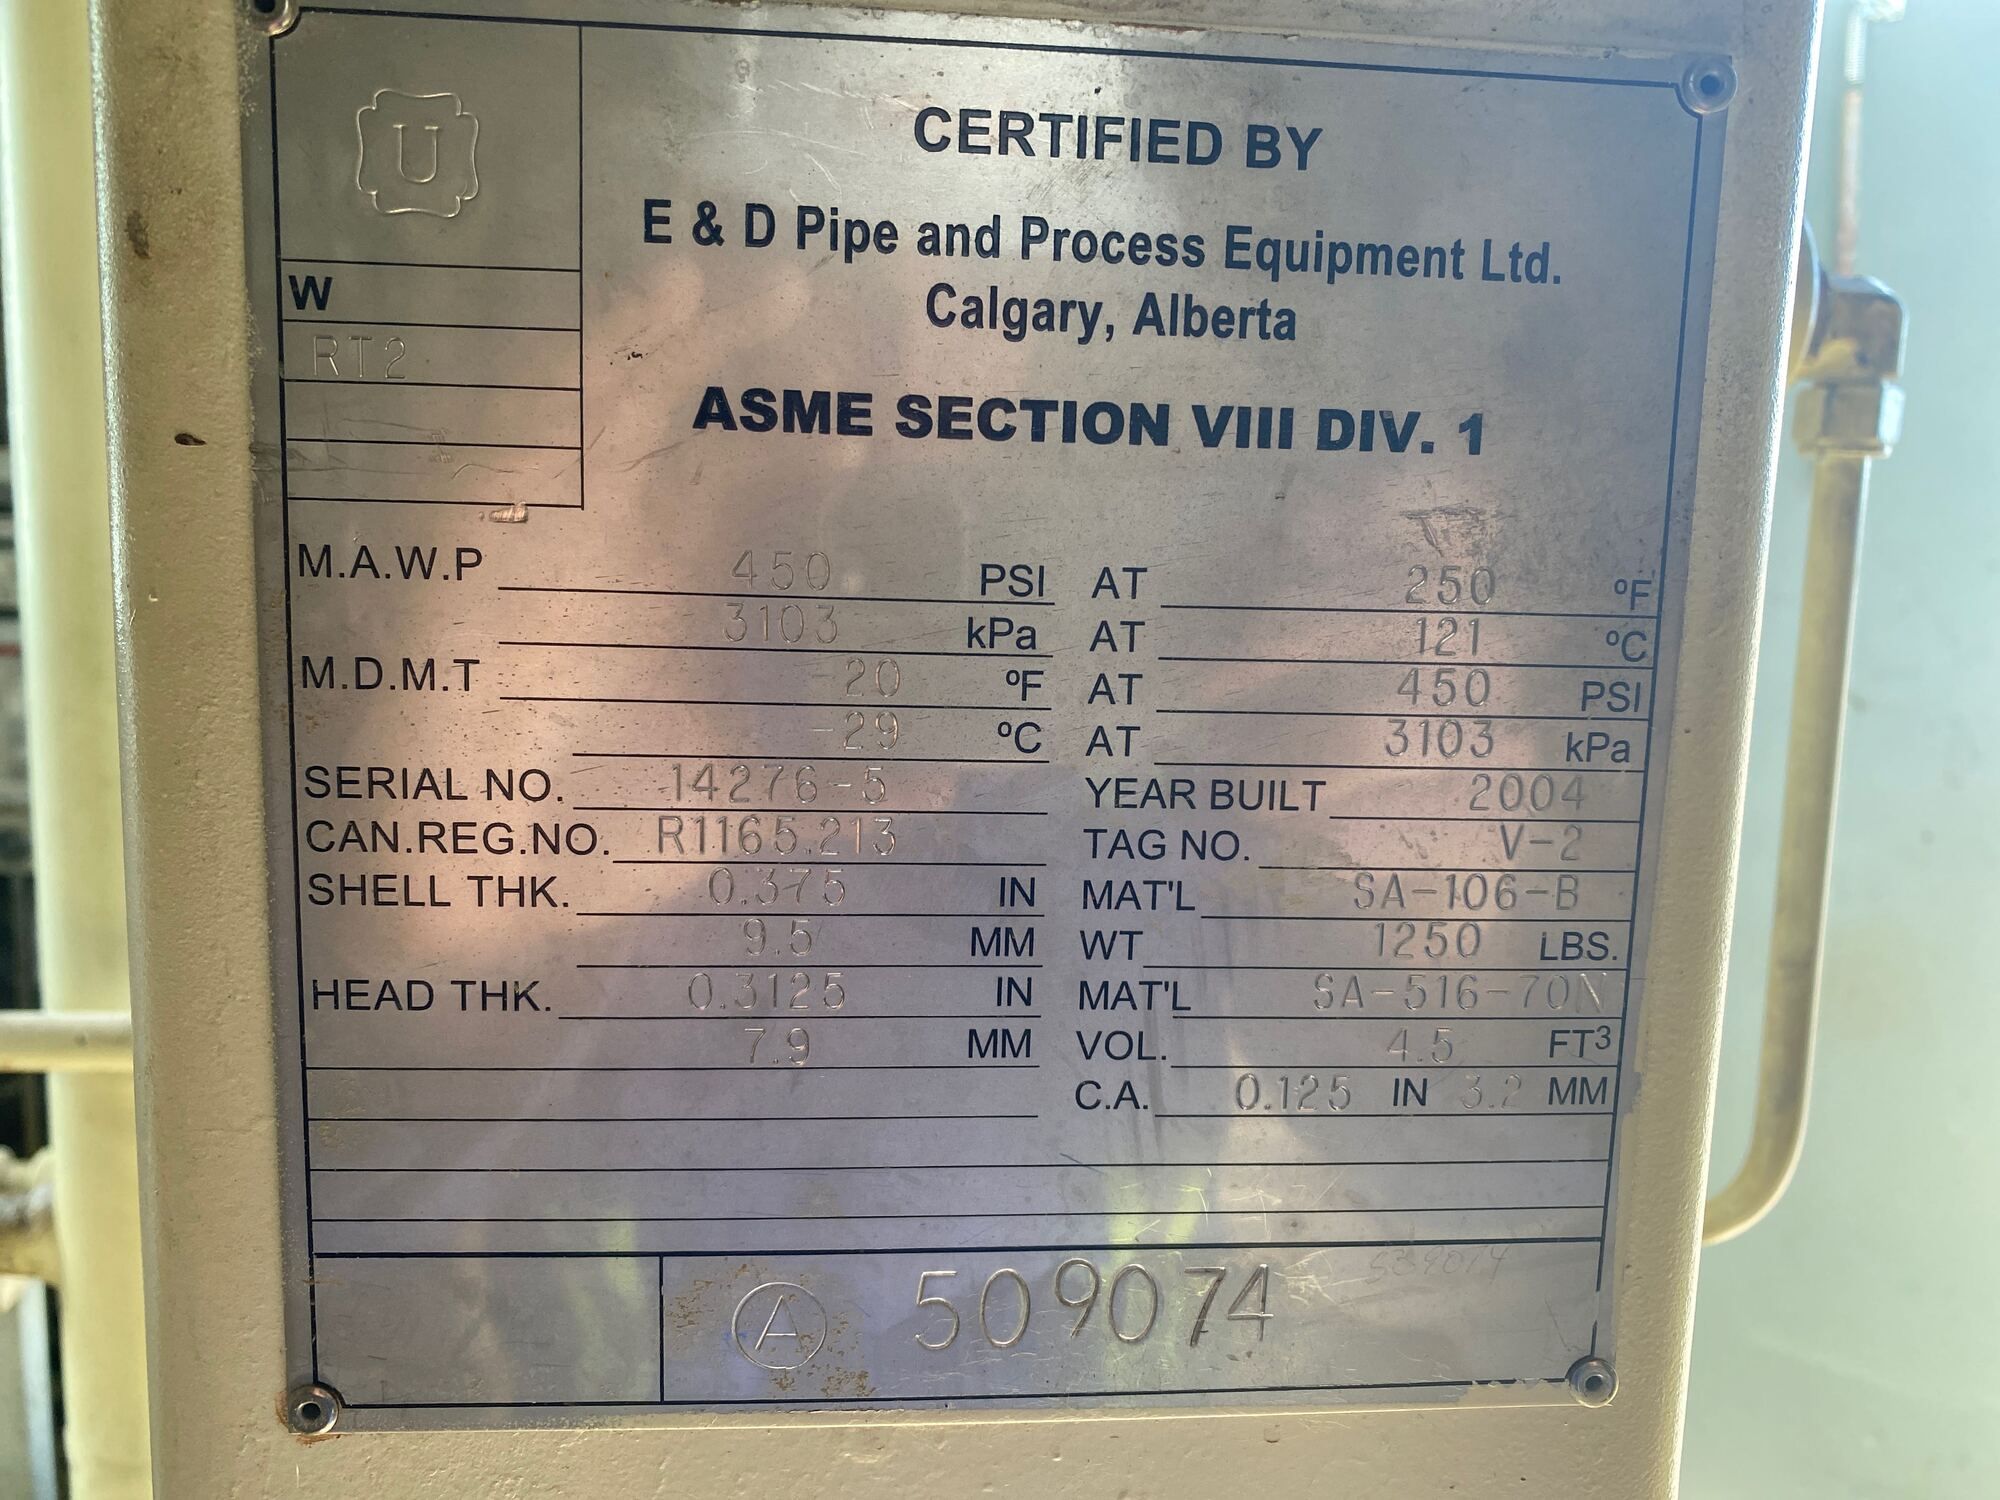 U
CERTIFIED BY
E & D Pipe and Process Equipment Ltd.
Calgary, Alberta
W
RT2
ASME SECTION VIII DIV. 1
M.A.W.P 450 PSI AT 250 ºF
3103 kPa AT 121 ºC
M.D.M.T -20 ºF AT 450 PSI
-29 ºC AT 3103 kPa
SERIAL NO. 14276-5 YEAR BUILT 2004
CAN.REG.NO. R1165.213 TAG NO. V-2
SHELL THK. 0.375 IN MAT'L SA-106-B
9.5 MM WT 1250 LBS.
HEAD THK. 0.3125 IN MAT'L SA-516-70N
7.9 MM VOL. 4.5 FT³
C.A. 0.125 IN 3.2 MM
A 509074